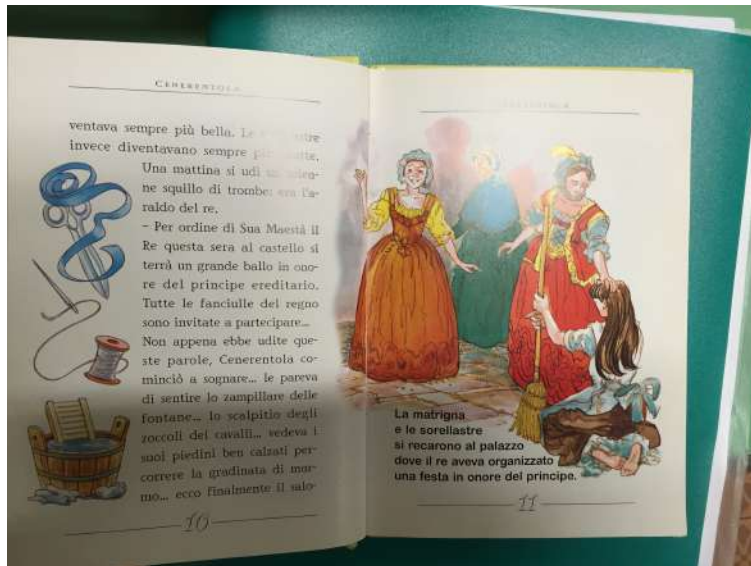 CENERENTOLA
ventava sempre più bella. Le
invece diventavano sempre
Una mattina si udì un
ne squillo di trombe: era l'a-
raldo del re.
– Per ordine di Sua Maestà il
Re questa sera al castello si
terrà un grande ballo in ono-
re del principe ereditario.
Tutte le fanciulle del regno
sono invitate a partecipare...
Non appena ebbe udite que-
ste parole, Cenerentola co-
minciò a sognare... le pareva
di sentire lo zampillare delle
fontane... lo scalpitio degli
zoccoli dei cavalli... vedeva i
suoi piedini ben calzati per-
correre la gradinata di mar-
mo... ecco finalmente il salo-
10
La matrigna
e le sorellastre
si recarono al palazzo
dove il re aveva organizzato
una festa in onore del principe.
11